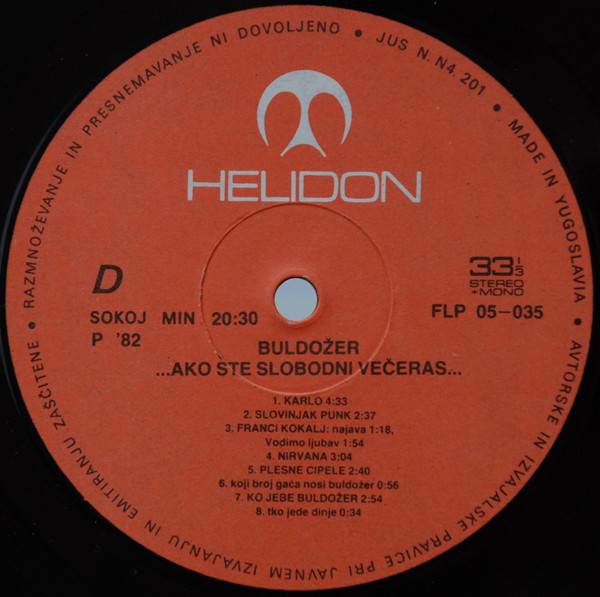 AVTORSKE IN IZVAJALSKE PRAVICE PRI JAVNEM IZVAJANJU IN EMITIRANJU ZAŠČITENE • RAZMNOŽEVANJE IN PRESNEMAVANJE NI DOVOLJENO • JUS N. N4. 201 • MADE IN YUGOSLAVIA •
HELIDON
D
33 1/3
STEREO
+MONO
SOKOJ MIN 20:30
FLP 05-035
P '82
BULDOŽER
...AKO STE SLOBODNI VEČERAS...
1. KARLO 4:33
2. SLOVINJAK PUNK 2:37
3. FRANCI KOKALJ: najava 1:18,
Vodimo ljubav 1:54
4. NIRVANA 3:04
5. PLESNE CIPELE 2:40
6. koji broj gaća nosi buldožer 0:56
7. KO JEBE BULDOŽER 2:54
8. tko jede dinje 0:34